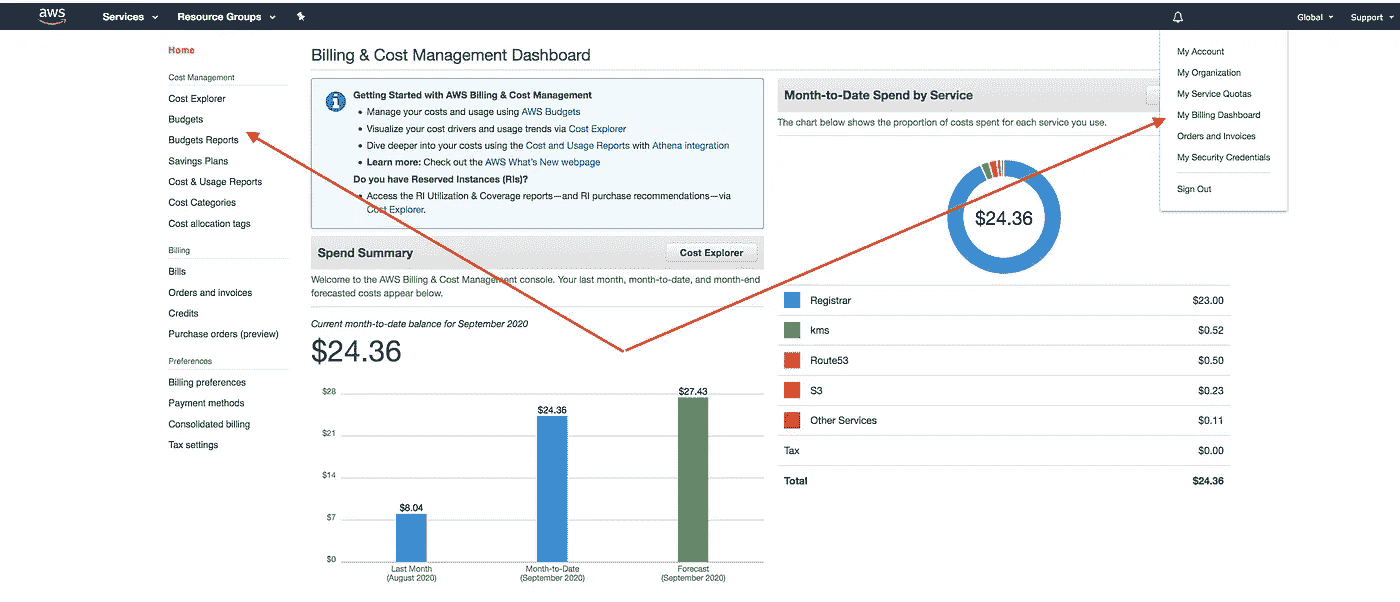 aws
Services
Resource Groups
Global
Support
My Account
My Organization
My Service Quotas
My Billing Dashboard
Orders and Invoices
My Security Credentials
Sign Out
Home
Cost Management
Cost Explorer
Budgets
Budgets Reports
Savings Plans
Cost & Usage Reports
Cost Categories
Cost allocation tags
Billing
Bills
Orders and invoices
Credits
Purchase orders (preview)
Preferences
Billing preferences
Payment methods
Consolidated billing
Tax settings
Billing & Cost Management Dashboard
Getting Started with AWS Billing & Cost Management
• Manage your costs and usage using AWS Budgets
• Visualize your cost drivers and usage trends via Cost Explorer
• Dive deeper into your costs using the Cost and Usage Reports with Athena integration
• Learn more: Check out the AWS What's New webpage
Do you have Reserved Instances (RIs)?
• Access the RI Utilization & Coverage reports—and RI purchase recommendations—via
Cost Explorer.
Spend Summary
Cost Explorer
Welcome to the AWS Billing & Cost Management console. Your last month, month-to-date, and month-end
forecasted costs appear below.
Current month-to-date balance for September 2020
$24.36
$28
$21
$14
$7
$0
$8.04
$24.36
$27.43
Last Month
(August 2020)
Month-to-Date
(September 2020)
Forecast
(September 2020)
Month-to-Date Spend by Service
The chart below shows the proportion of costs spent for each service you use.
$24.36
Registrar $23.00
kms $0.52
Route53 $0.50
S3 $0.23
Other Services $0.11
Tax $0.00
Total $24.36